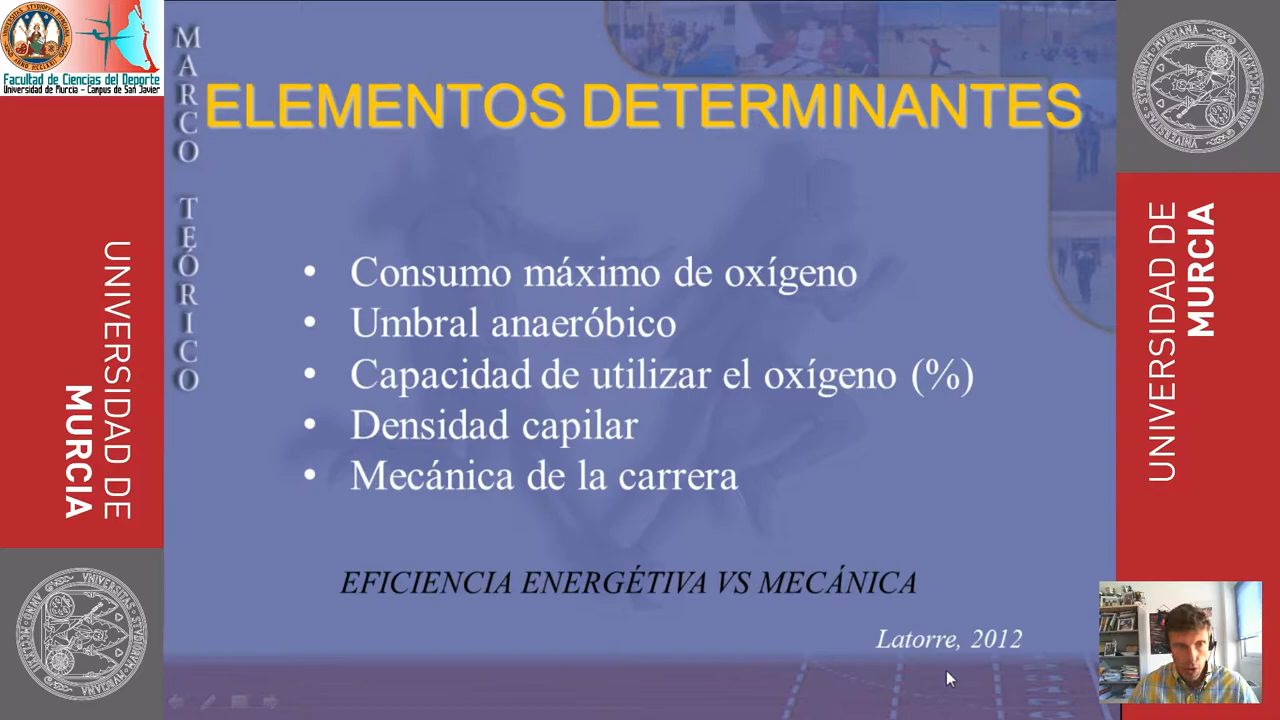 Facultad de Ciencias del Deporte
Universidad de Murcia - Campus de San Javier
MARCO TEÓRICO
ELEMENTOS DETERMINANTES
• Consumo máximo de oxígeno
• Umbral anaeróbico
• Capacidad de utilizar el oxígeno (%)
• Densidad capilar
• Mecánica de la carrera
EFICIENCIA ENERGÉTIVA VS MECÁNICA
Latorre, 2012
UNIVERSIDAD DE
MURCIA
UNIVERSIDAD DE
MURCIA